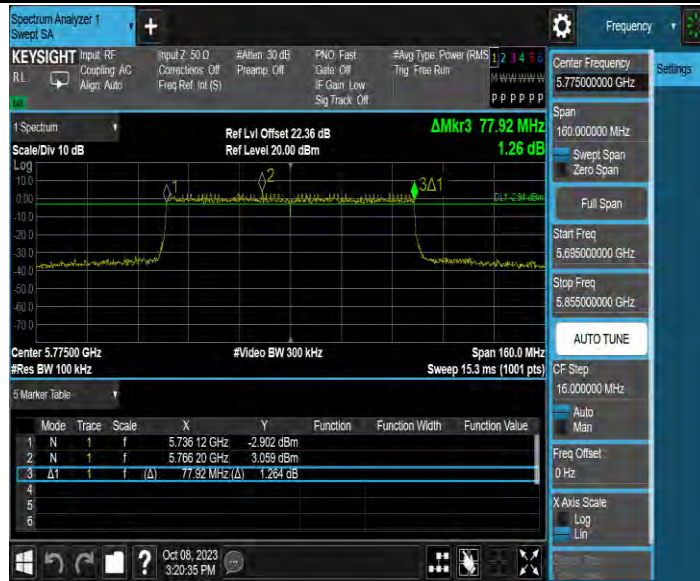 Spectrum Analyzer 1
Swept SA
+
Frequency
KEYSIGHT
RL
Input: RF
Coupling: AC
Align: Auto
Input Z: 50 Ω
Corrections: Off
Freq Ref: Int (S)
#Atten: 30 dB
Preamp: Off
PNO: Fast
Gate: Off
IF Gain: Low
Sig Track: Off
#Avg Type: Power (RMS
Trig: Free Run
1 2 3 4 5 6
M W W W W W
P P P P P P
Center Frequency
5.775000000 GHz
Settings
Span
160.000000 MHz
Swept Span
Zero Span
Full Span
Start Freq
5.695000000 GHz
Stop Freq
5.855000000 GHz
AUTO TUNE
CF Step
16.000000 MHz
Auto
Man
Freq Offset
0 Hz
X Axis Scale
Log
Lin
1 Spectrum
Scale/Div 10 dB
Ref Lvl Offset 22.36 dB
Ref Level 20.00 dBm
ΔMkr3 77.92 MHz
1.26 dB
Log
10.0
0.00
-10.0
-20.0
-30.0
-40.0
-50.0
-60.0
-70.0
1
2
3Δ1
DL1 -2.94 dBm
Center 5.77500 GHz
#Video BW 300 kHz
Span 160.0 MHz
#Res BW 100 kHz
Sweep 15.3 ms (1001 pts)
5 Marker Table
Mode Trace Scale X Y Function Function Width Function Value
1 N 1 f 5.736 12 GHz -2.902 dBm
2 N 1 f 5.766 20 GHz 3.059 dBm
3 Δ1 1 f (Δ) 77.92 MHz (Δ) 1.264 dB
4
5
6
?
Oct 08, 2023
3:20:35 PM